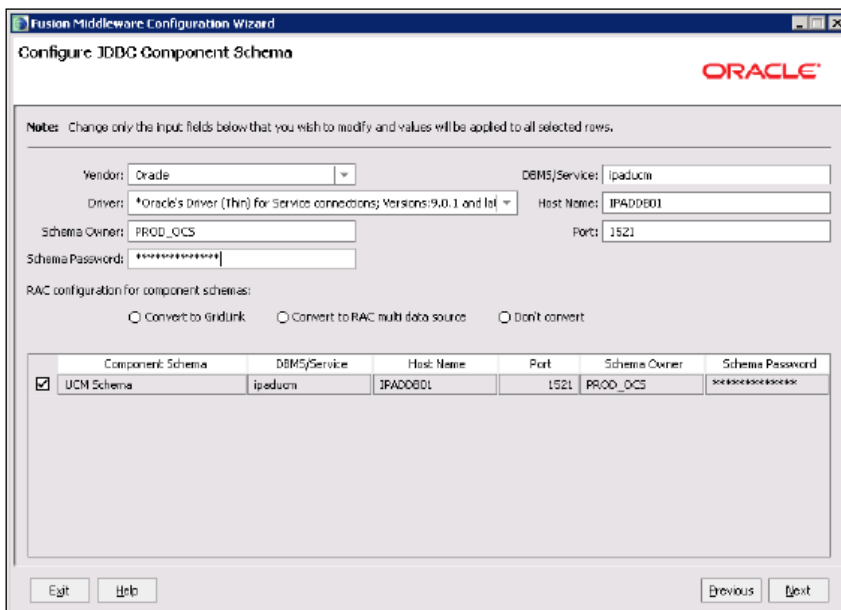 Fusion Middleware Configuration Wizard
Configure JDBC Component Schema
ORACLE
Note: Change only the input fields below that you wish to modify and values will be applied to all selected rows.
Vendor: Oracle
DBMS/Service: ipaducm
Driver: *Oracle's Driver (Thin) for Service connections; Versions:9.0.1 and lat
Host Name: IPADDB01
Schema Owner: PROD_OCS
Port: 1521
Schema Password: **************
RAC configuration for component schemas:
Convert to GridLink Convert to RAC multi data source Don't convert
Component Schema DBMS/Service Host Name Port Schema Owner Schema Password
UCM Schema ipaducm IPADDB01 1521 PROD_OCS **************
Exit Help Previous Next